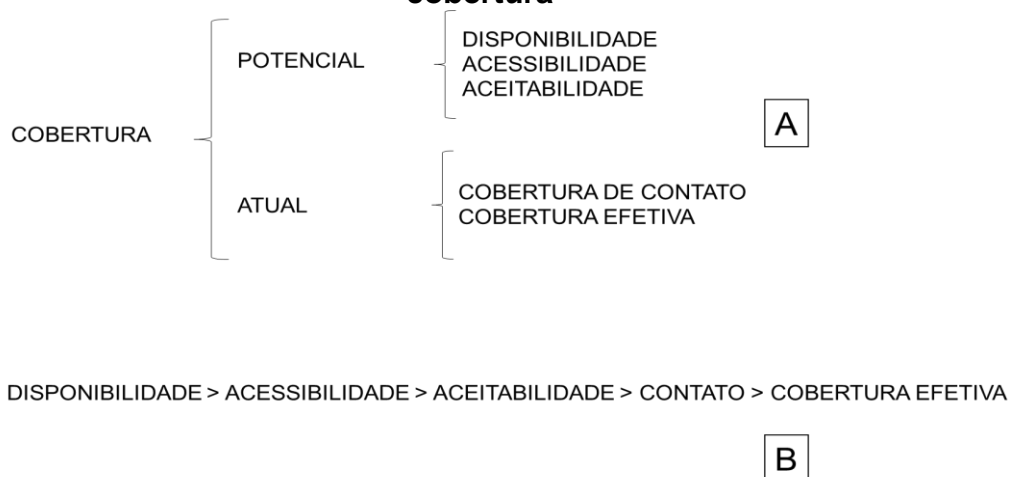 cobertura
POTENCIAL
DISPONIBILIDADE
ACESSIBILIDADE
ACEITABILIDADE
A
COBERTURA
ATUAL
COBERTURA DE CONTATO
COBERTURA EFETIVA
DISPONIBILIDADE > ACESSIBILIDADE > ACEITABILIDADE > CONTATO > COBERTURA EFETIVA
B